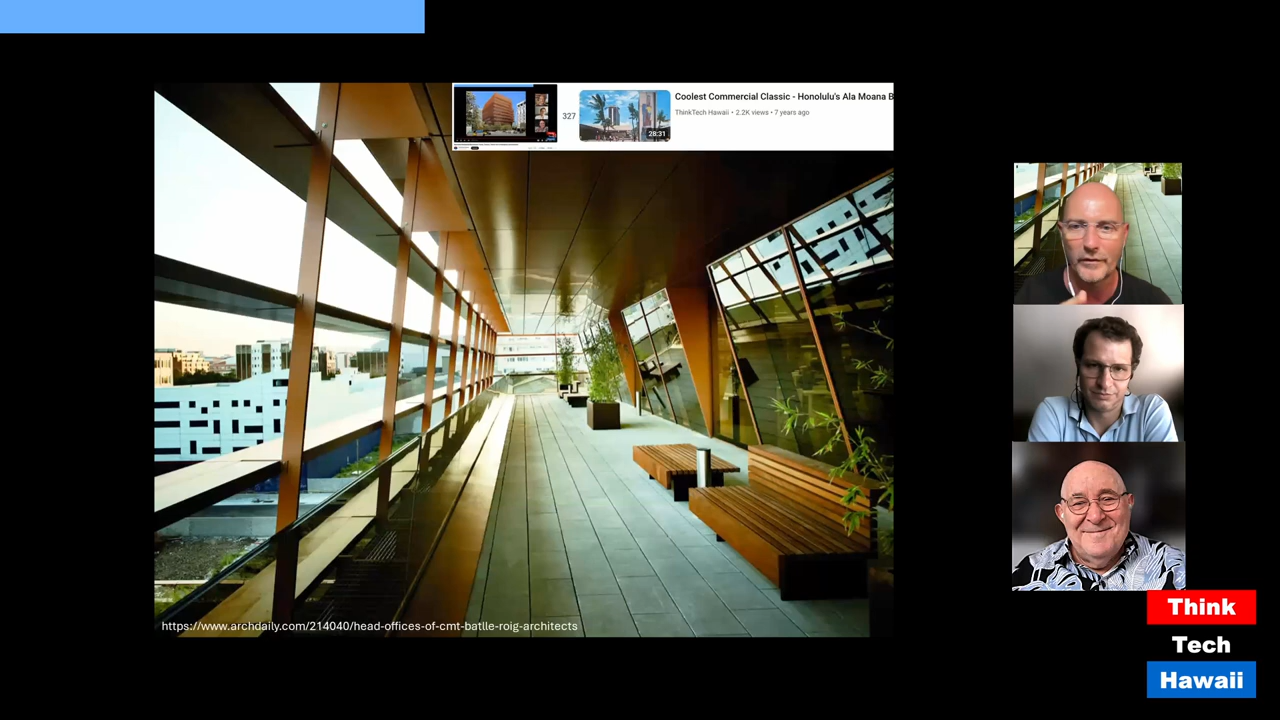 327
28:31
Coolest Commercial Classic - Honolulu's Ala Moana B
ThinkTech Hawaii • 2.2K views • 7 years ago
https://www.archdaily.com/214040/head-offices-of-cmt-batlle-roig-architects
Think
Tech
Hawaii